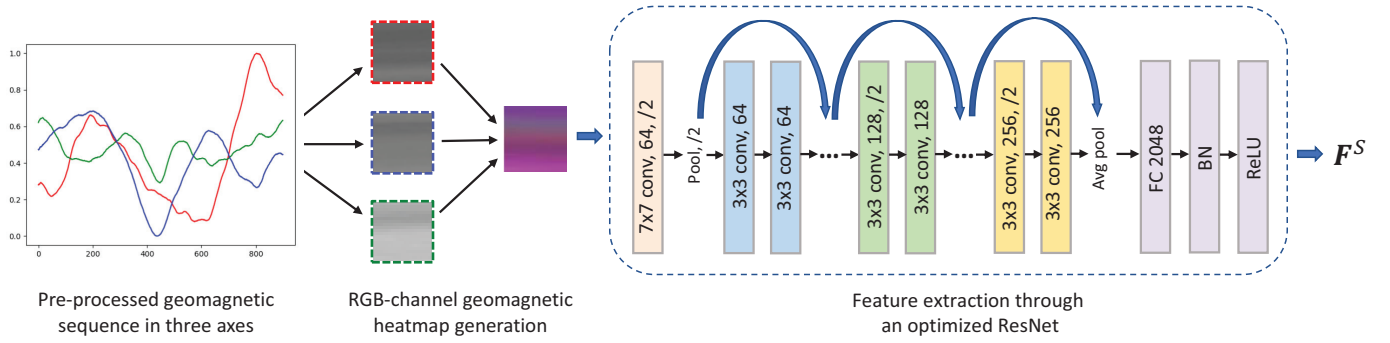 1.0
0.8
0.6
0.4
0.2
0.0
0
200
400
600
800
Pre-processed geomagnetic
sequence in three axes
RGB-channel geomagnetic
heatmap generation
7x7 conv, 64, /2
Pool, /2
3x3 conv, 64
3x3 conv, 64
...
3x3 conv, 128, /2
3x3 conv, 128
...
3x3 conv, 256, /2
3x3 conv, 256
Avg pool
FC 2048
BN
ReLU
F^S
Feature extraction through
an optimized ResNet